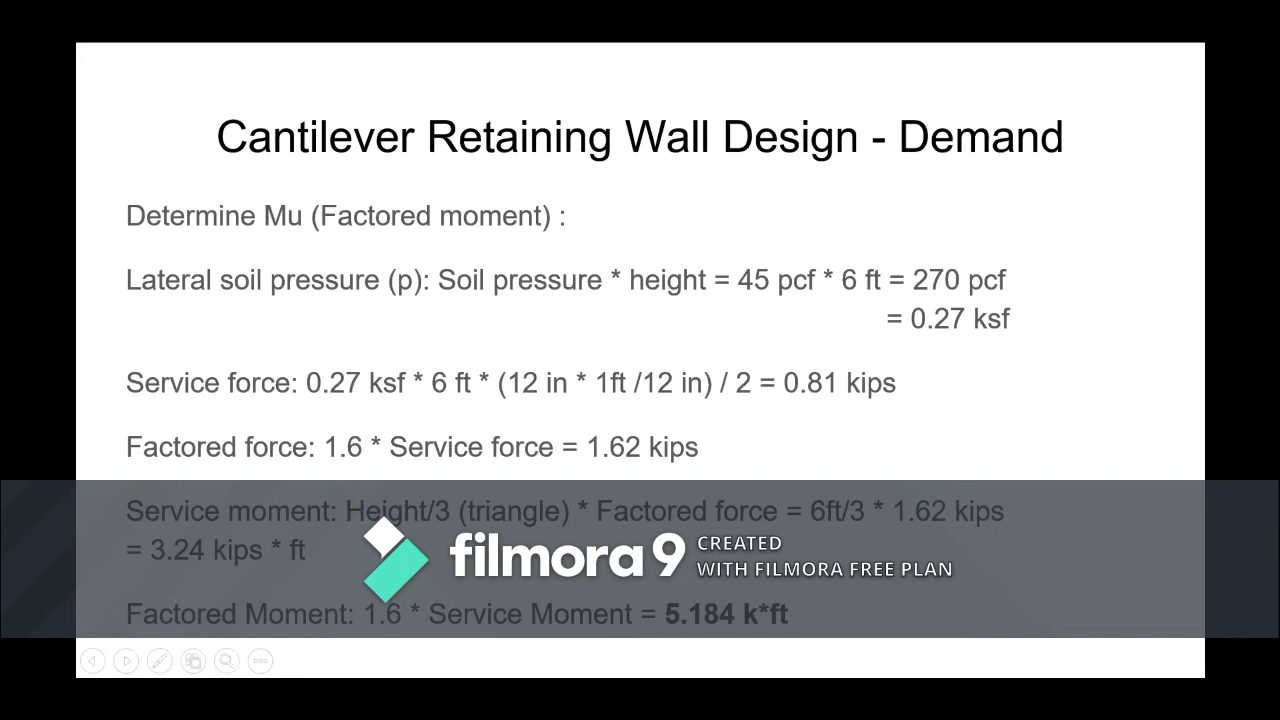 Cantilever Retaining Wall Design - Demand
Determine Mu (Factored moment) :
Lateral soil pressure (p): Soil pressure * height = 45 pcf * 6 ft = 270 pcf
= 0.27 ksf
Service force: 0.27 ksf * 6 ft * (12 in * 1ft /12 in) / 2 = 0.81 kips
Factored force: 1.6 * Service force = 1.62 kips
Service moment: Height/3 (triangle) * Factored force = 6ft/3 * 1.62 kips
= 3.24 kips * ft
filmora9 CREATED
WITH FILMORA FREE PLAN
Factored Moment: 1.6 * Service Moment = 5.184 k*ft